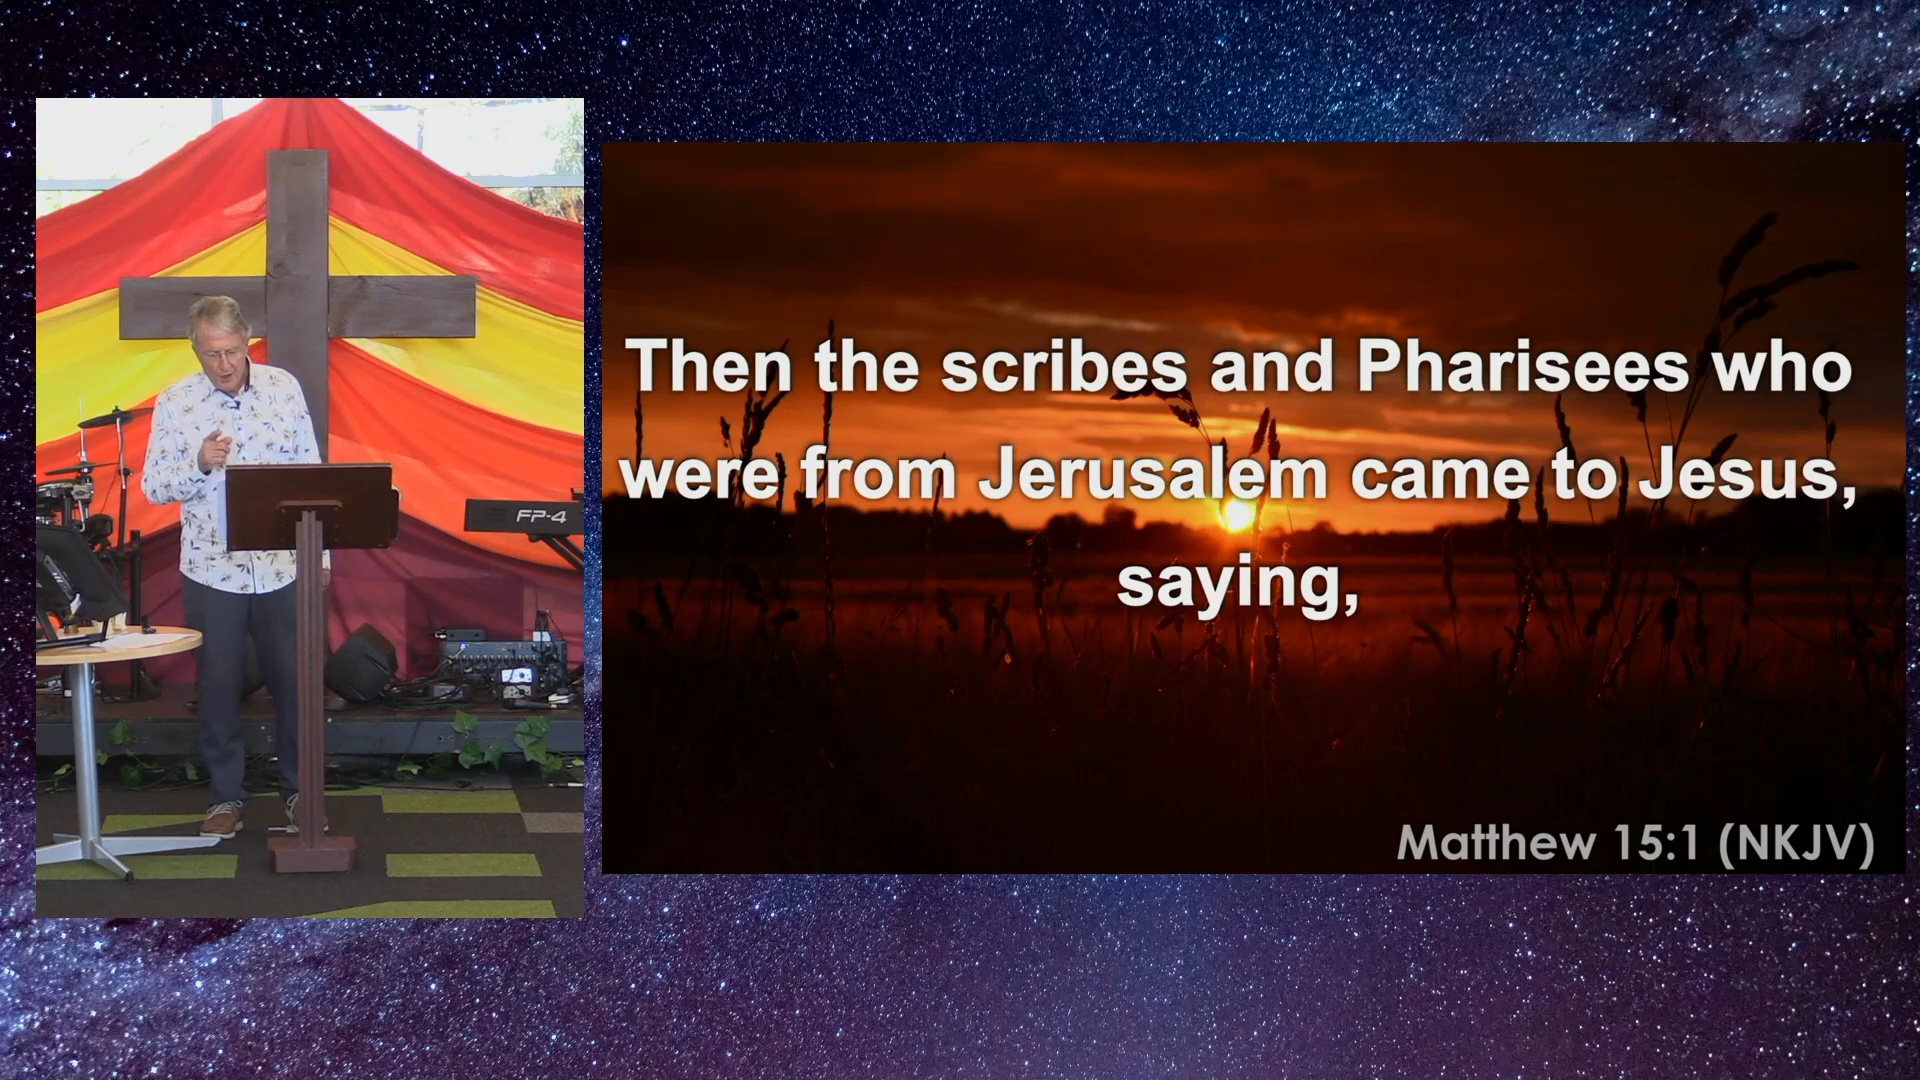 FP-4
Then the scribes and Pharisees who
were from Jerusalem came to Jesus,
saying,
Matthew 15:1 (NKJV)